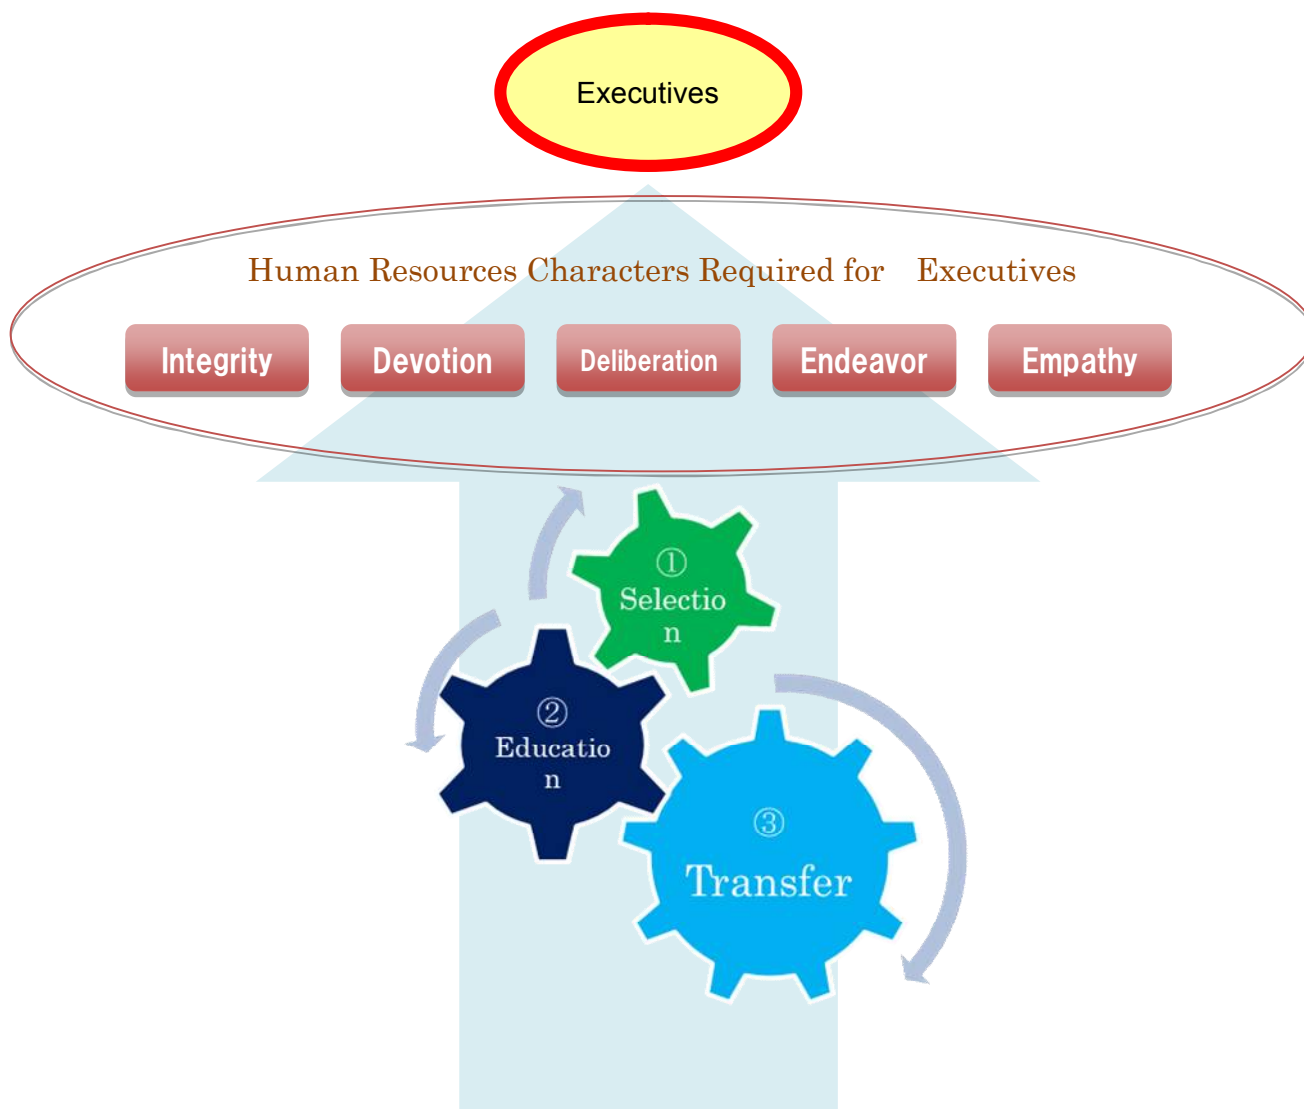 Executives
Human Resources Characters Required for Executives
Integrity Devotion Deliberation Endeavor Empathy
①
Selectio
n
②
Educatio
n
③
Transfer